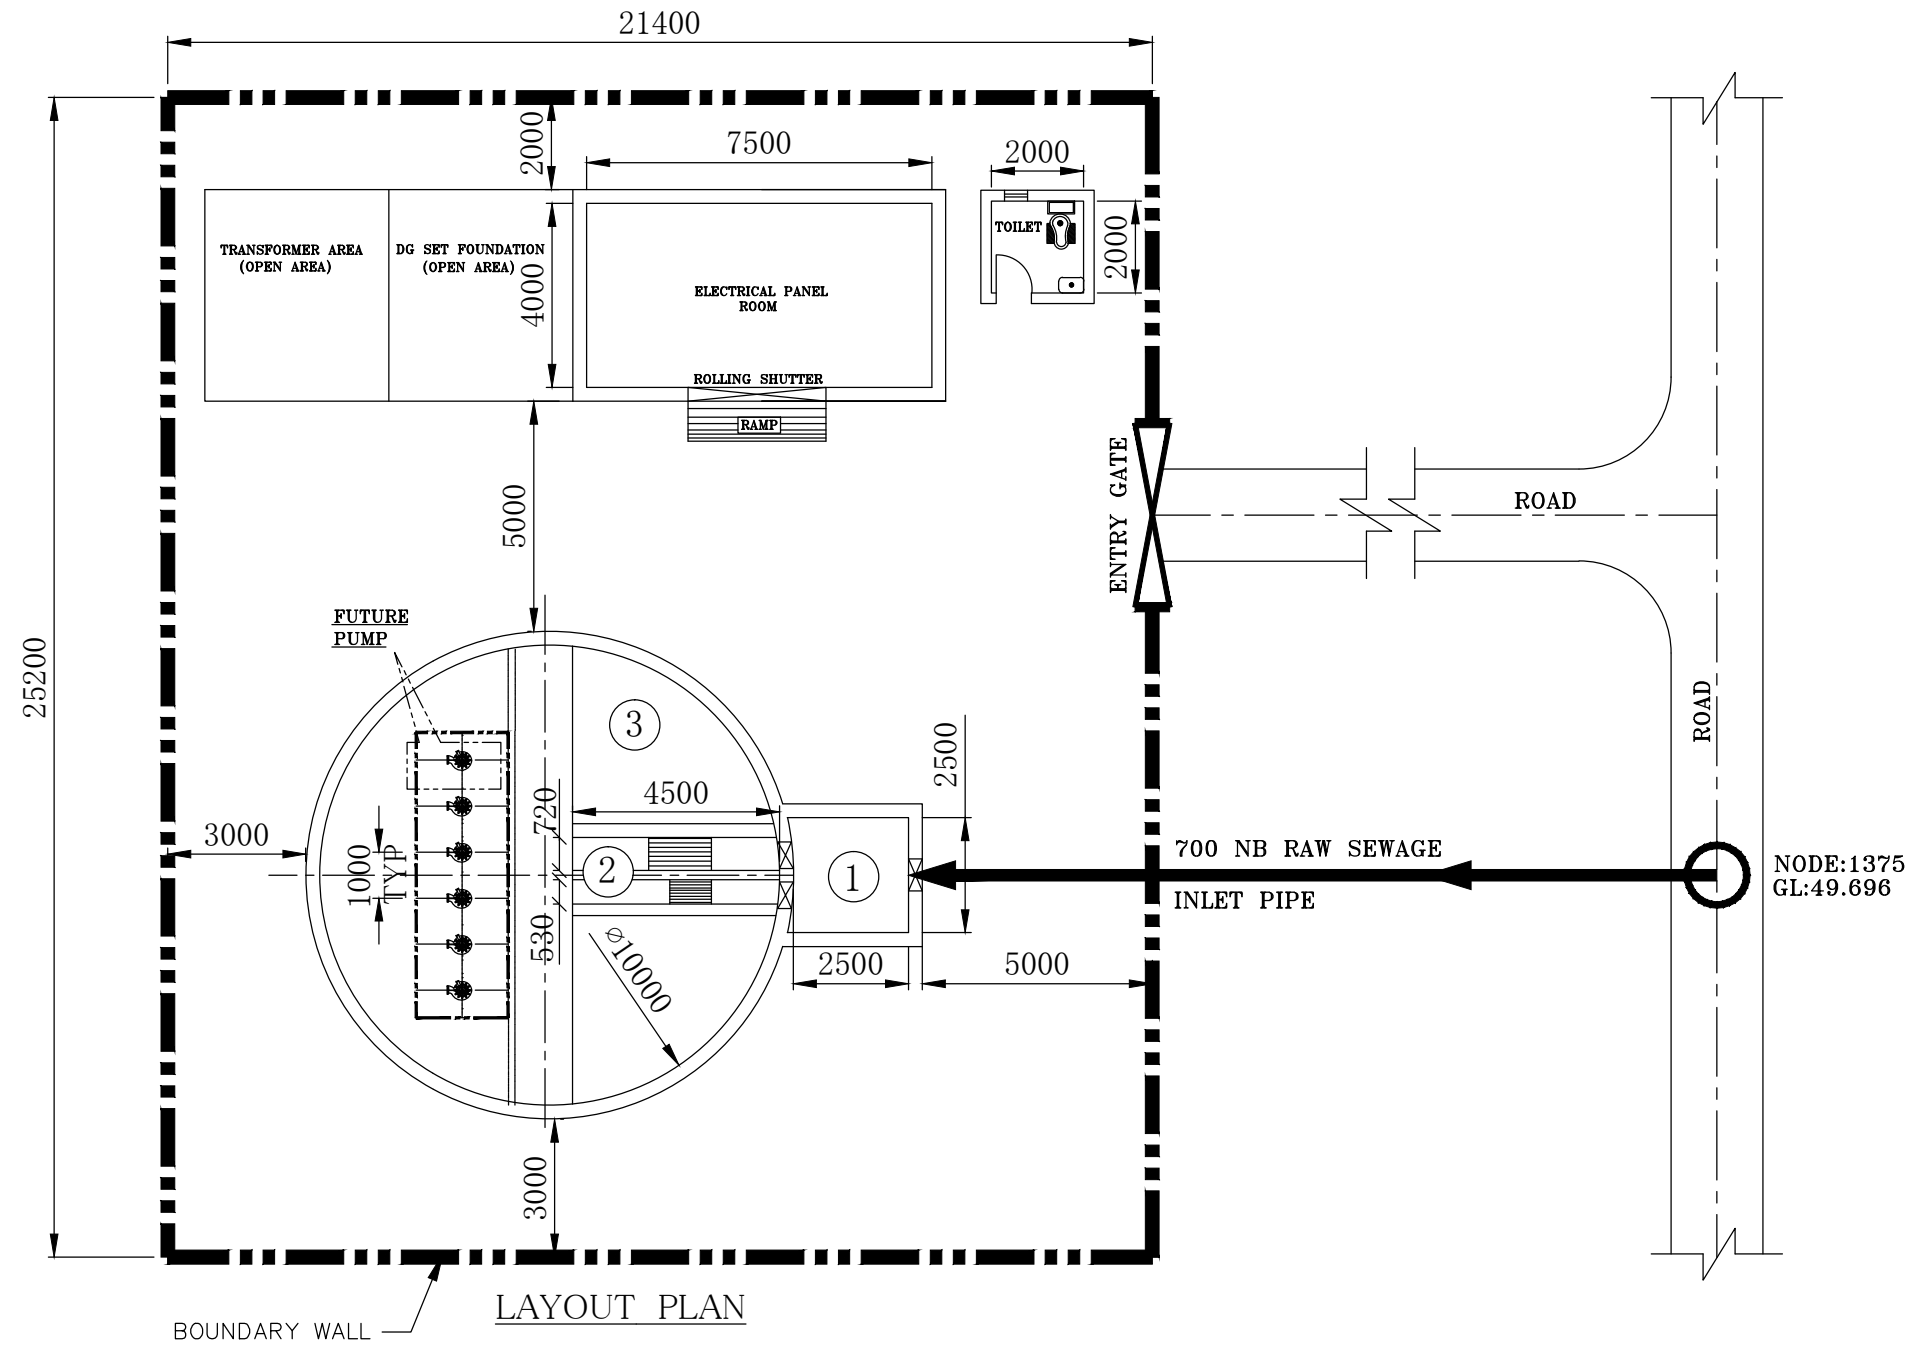 21400
2000
7500
2000
TRANSFORMER AREA
(OPEN AREA)
DG SET FOUNDATION
(OPEN AREA)
4000
ELECTRICAL PANEL
ROOM
ROLLING SHUTTER
RAMP
TOILET
2000
ENTRY GATE
ROAD
5000
25200
FUTURE
PUMP
3
ROAD
2500
4500
720
3000
1000
TYP
2
1
700 NB RAW SEWAGE
INLET PIPE
NODE:1375
GL:49.696
530
⌀10000
2500
5000
3000
LAYOUT PLAN
BOUNDARY WALL